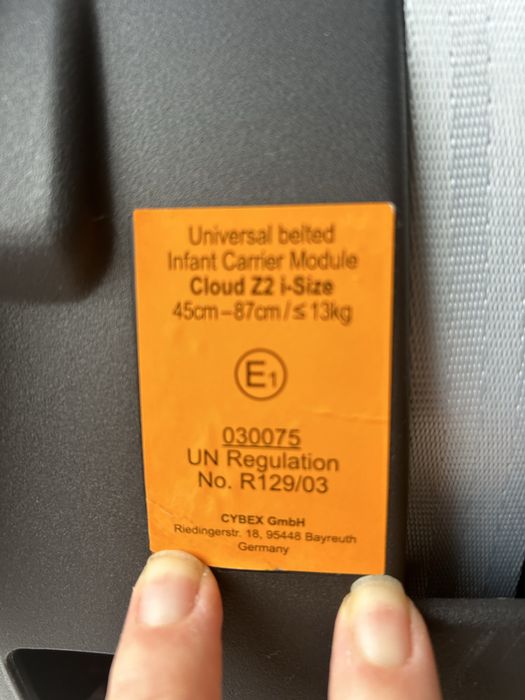 Universal belted
Infant Carrier Module
Cloud Z2 i-Size
45cm–87cm/≤13kg
E1
030075
UN Regulation
No. R129/03
CYBEX GmbH
Riedingerstr. 18, 95448 Bayreuth
Germany